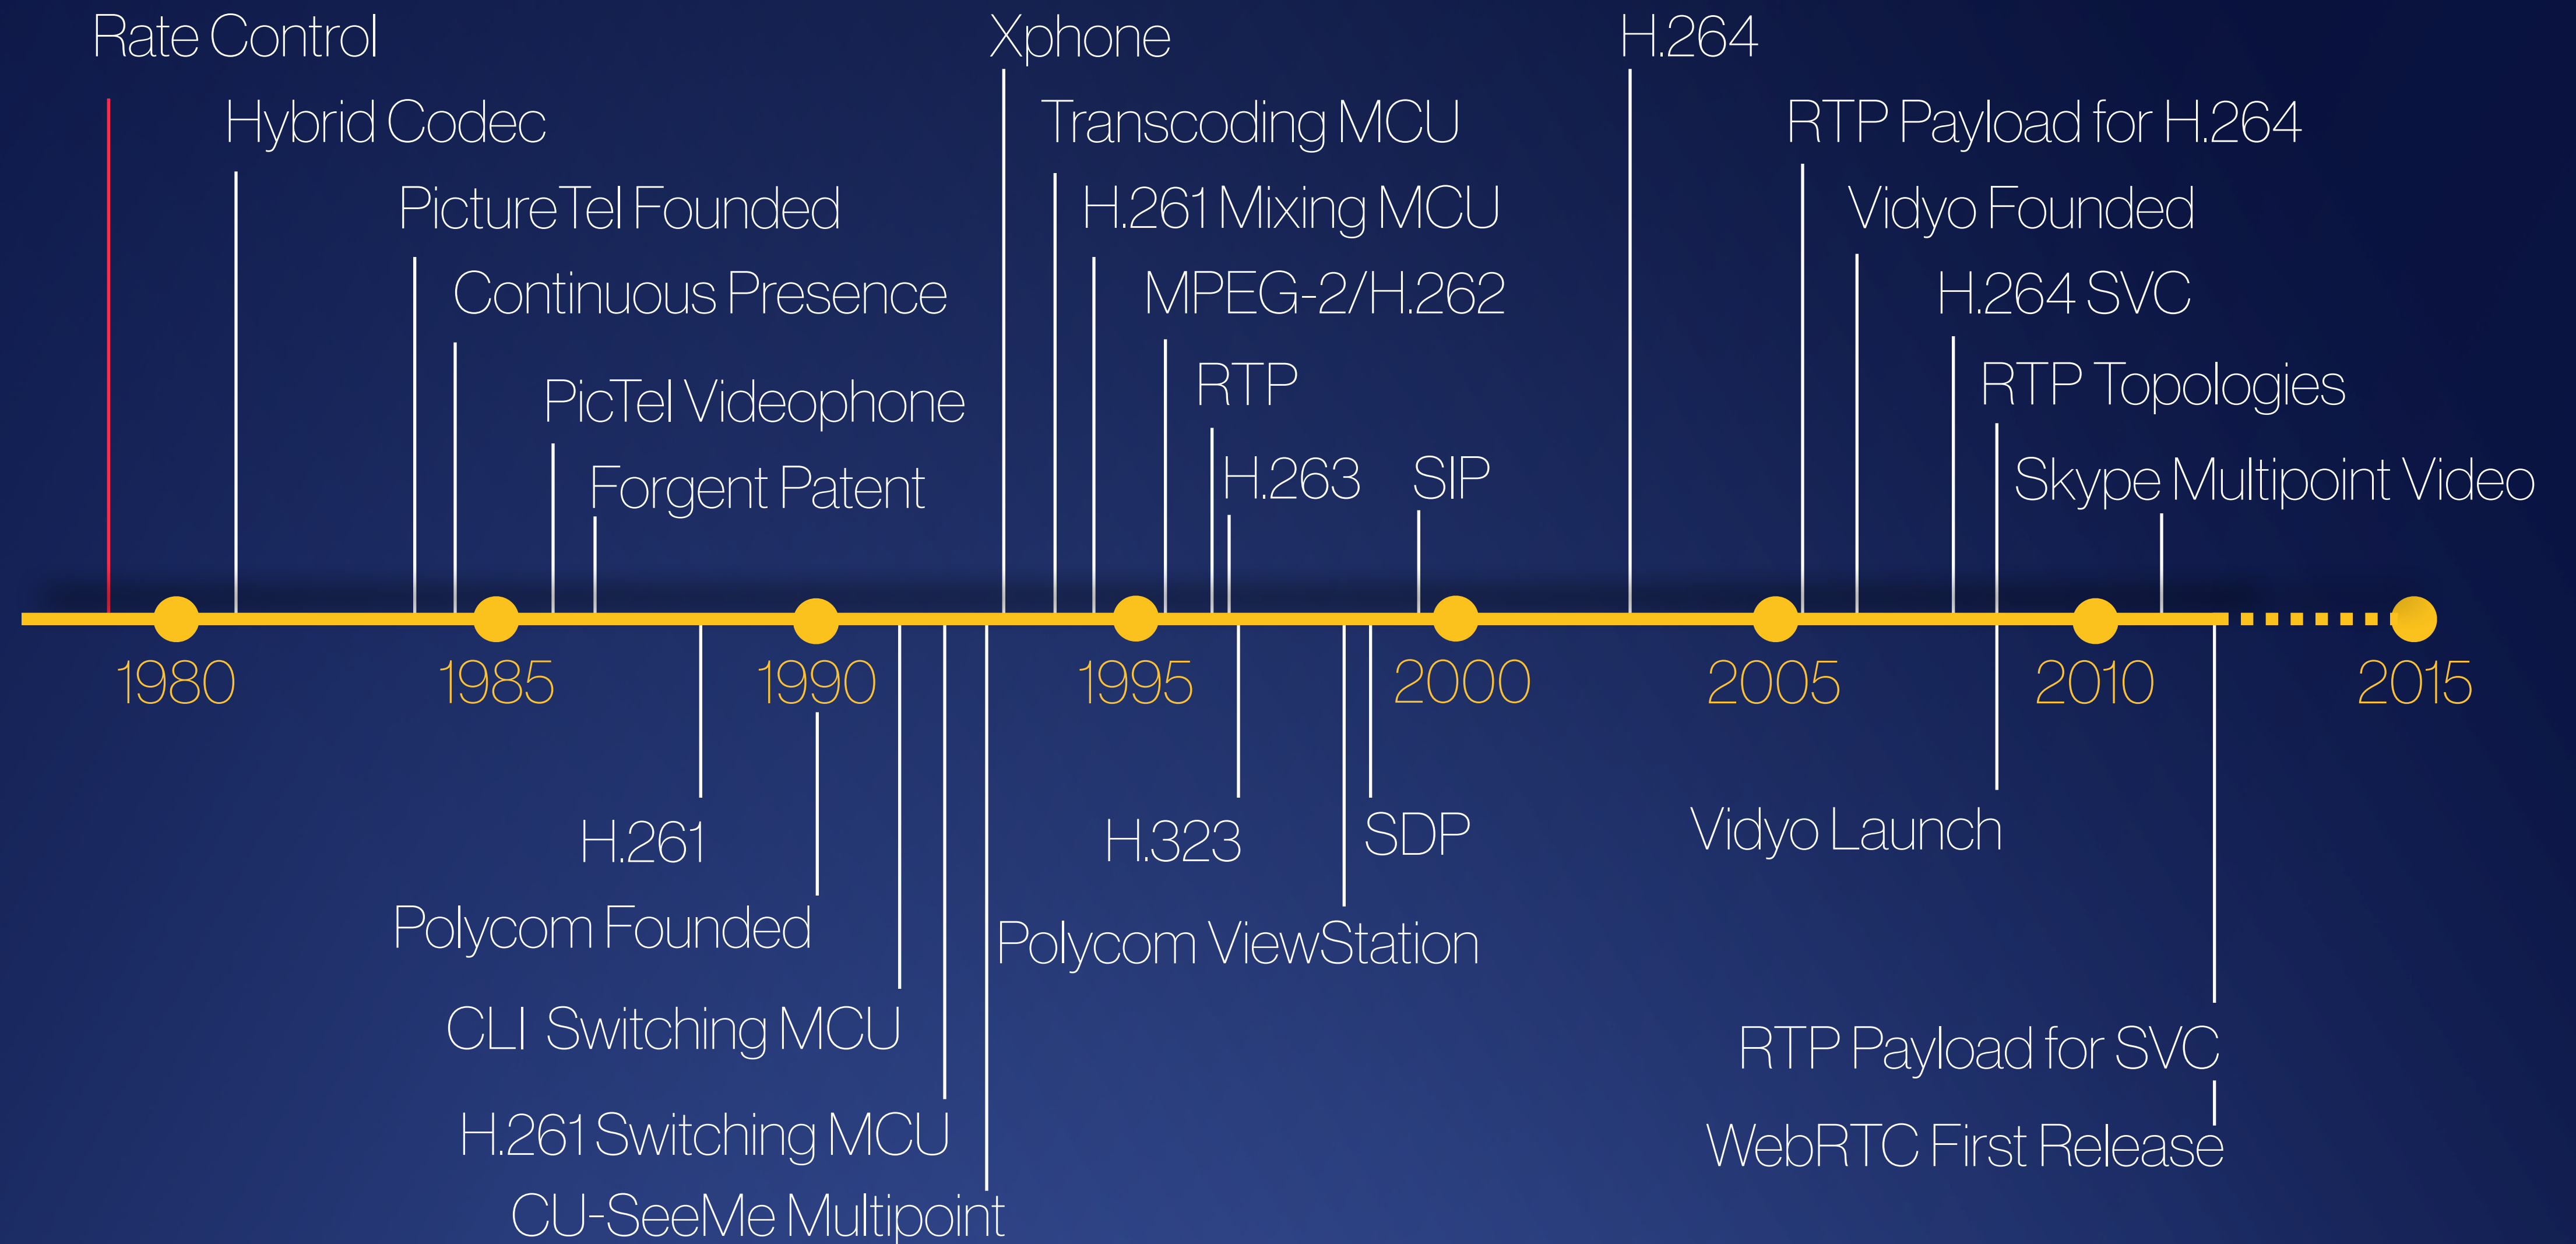 Rate Control
Xphone
H.264
Hybrid Codec
Transcoding MCU
RTP Payload for H.264
PictureTel Founded
H.261 Mixing MCU
Vidyo Founded
Continuous Presence
MPEG-2/H.262
H.264 SVC
RTP
RTP Topologies
PicTel Videophone
H.263
SIP
Skype Multipoint Video
Forgent Patent
1980
1985
1990
1995
2000
2005
2010
2015
H.261
H.323
SDP
Vidyo Launch
Polycom Founded
Polycom ViewStation
CLI Switching MCU
RTP Payload for SVC
H.261 Switching MCU
WebRTC First Release
CU-SeeMe Multipoint